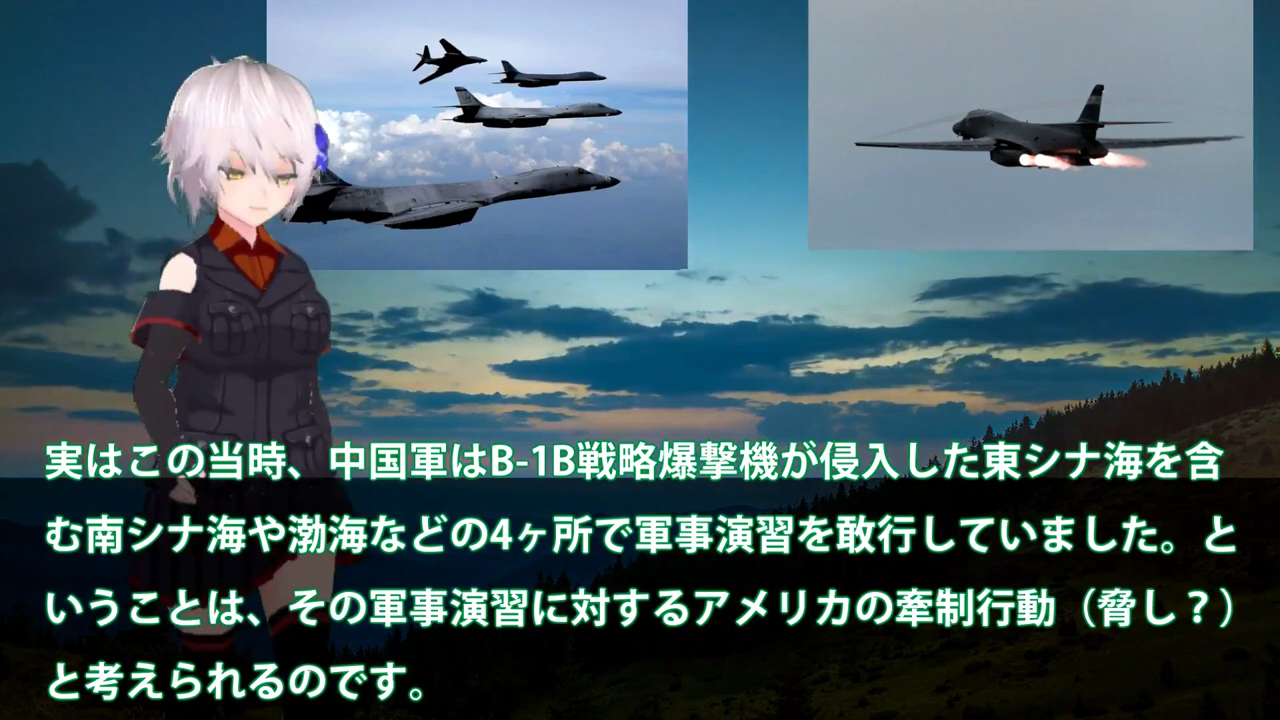 実はこの当時、中国軍はB-1B戦略爆撃機が侵入した東シナ海を含
む南シナ海や渤海などの4ヶ所で軍事演習を敢行していました。と
いうことは、その軍事演習に対するアメリカの牽制行動（脅し？）
と考えられるのです。